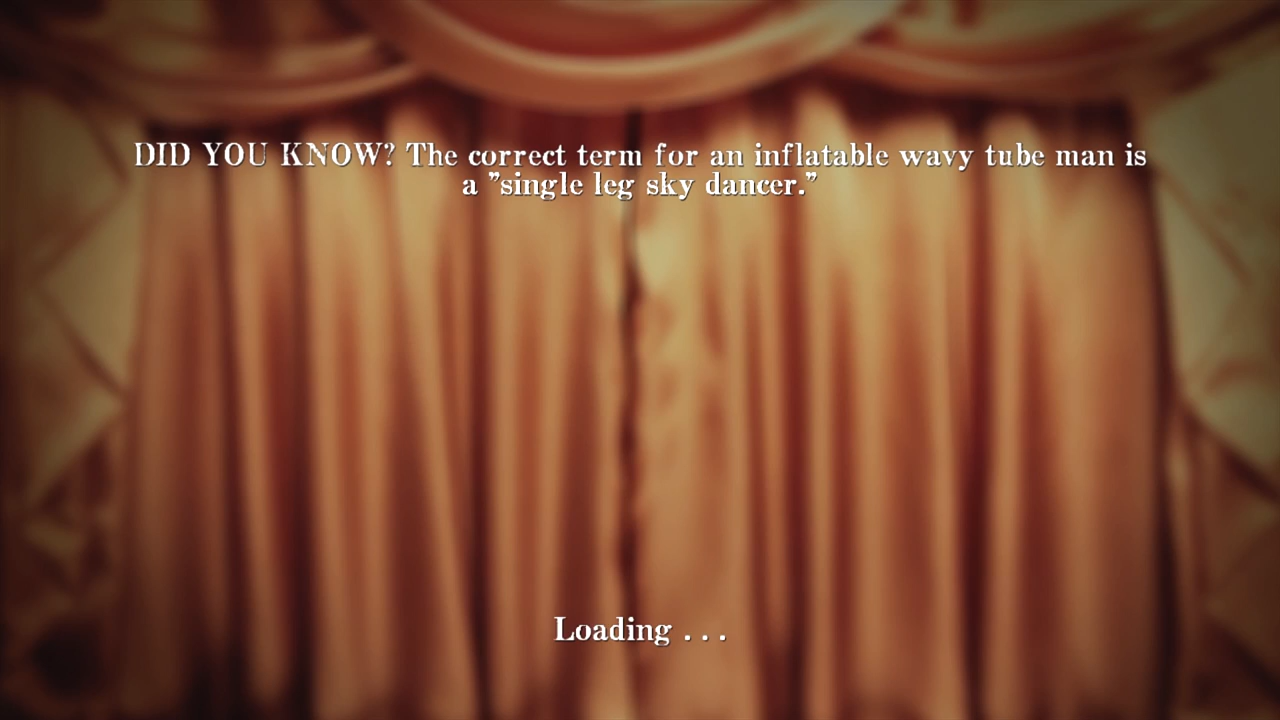 DID YOU KNOW? The correct term for an inflatable wavy tube man is
a "single leg sky dancer."
Loading . . .